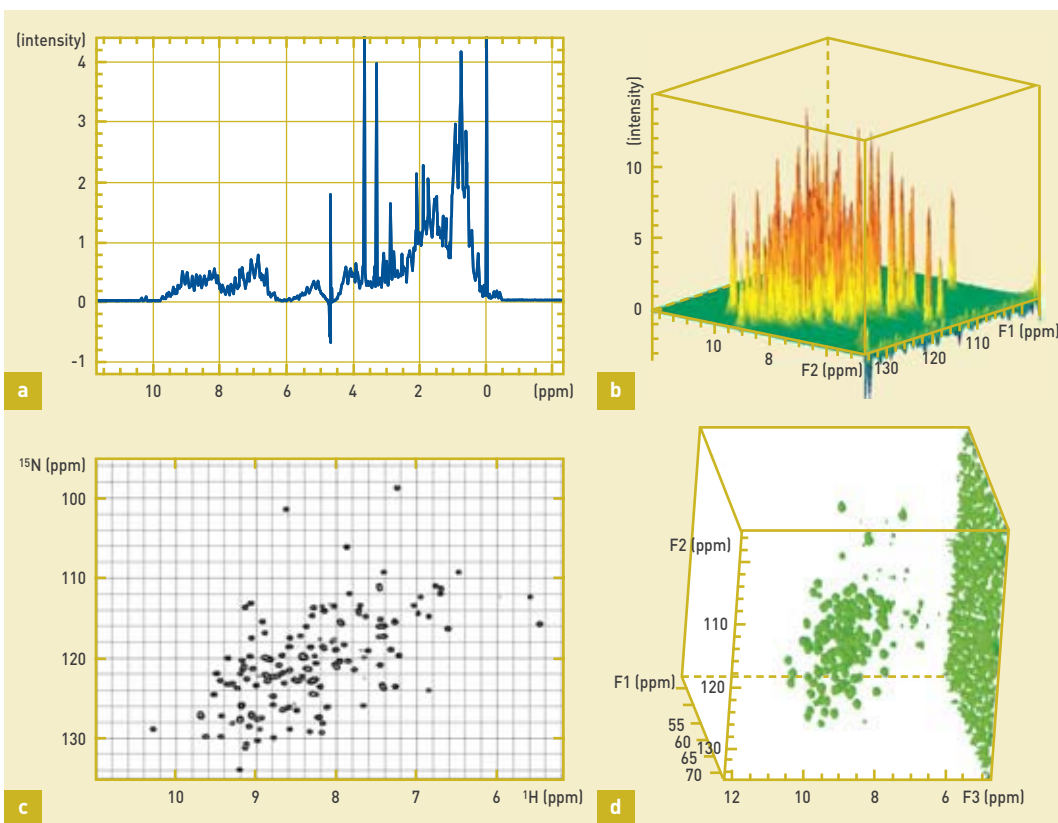 (intensity)
4
3
2
1
0
-1
10 8 6 4 2 0 (ppm)
a
(intensity)
10
5
0
10
8
F2 (ppm)
130
120
110
F1 (ppm)
b
¹⁵N (ppm)
100
110
120
130
10 9 8 7 6 ¹H (ppm)
c
F2 (ppm)
110
120
130
F1 (ppm)
55
60
65
70
12 10 8 6 F3 (ppm)
d